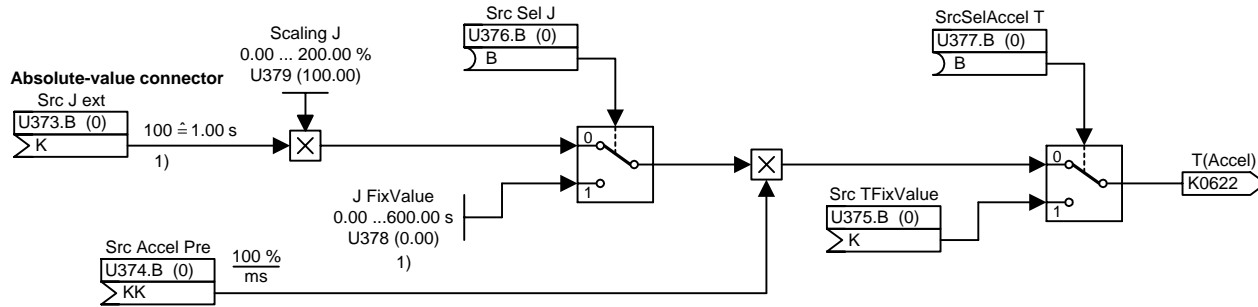 Src Sel J
U376.B (0)
B
SrcSelAccel T
U377.B (0)
B
Scaling J
0.00 ... 200.00 %
U379 (100.00)
Absolute-value connector
Src J ext
U373.B (0)
K
100 ≙ 1.00 s
1)
0
1
0
1
T(Accel)
K0622
J FixValue
0.00 ...600.00 s
U378 (0.00)
1)
Src TFixValue
U375.B (0)
K
Src Accel Pre
U374.B (0)
KK
100 %
ms